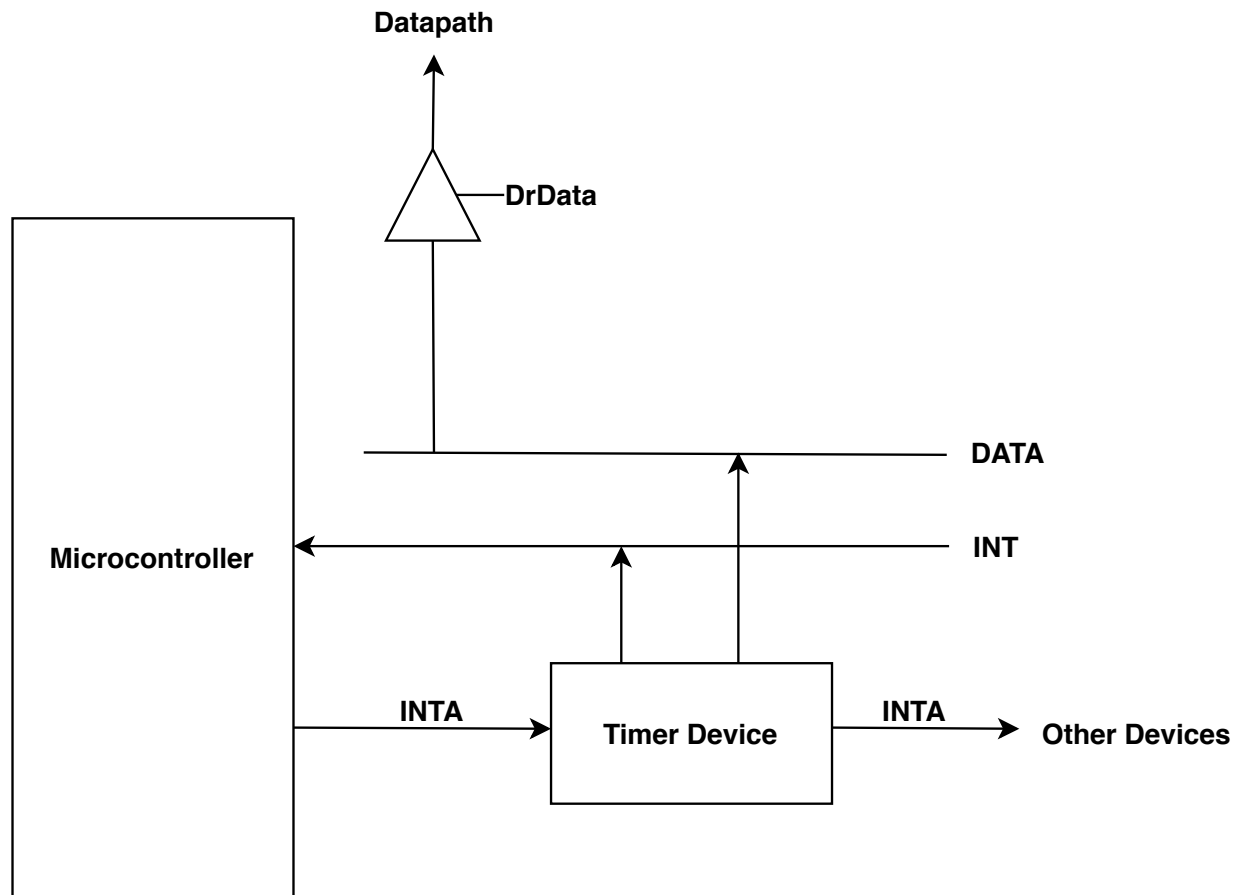 Datapath
DrData
DATA
Microcontroller
INT
INTA
Timer Device
INTA
Other Devices